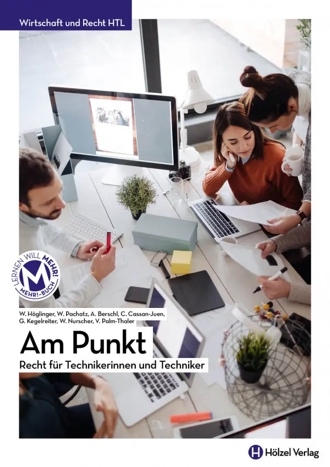 Wirtschaft und Recht HTL
LERNEN WILL MEHR!
M
MEHR!-BUCH
W. Höglinger, W. Pachatz, A. Berschl, C. Cassan-Juen,
G. Kegelreiter, W. Nurscher, V. Palm-Thaler
Am Punkt
Recht für Technikerinnen und Techniker
H Hölzel Verlag